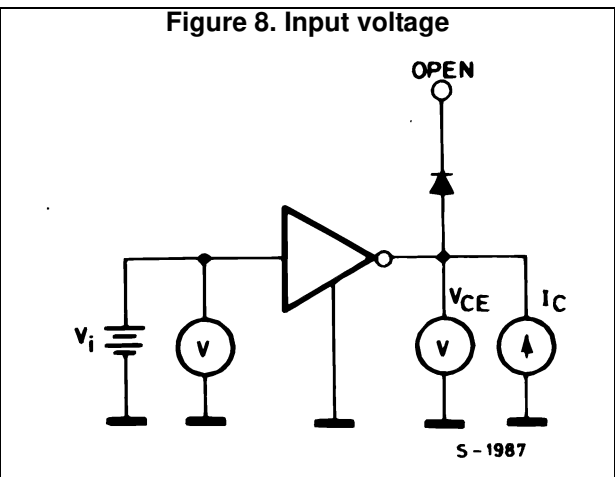 Figure 8. Input voltage
OPEN
VCE
IC
Vi
V
V
S-1987